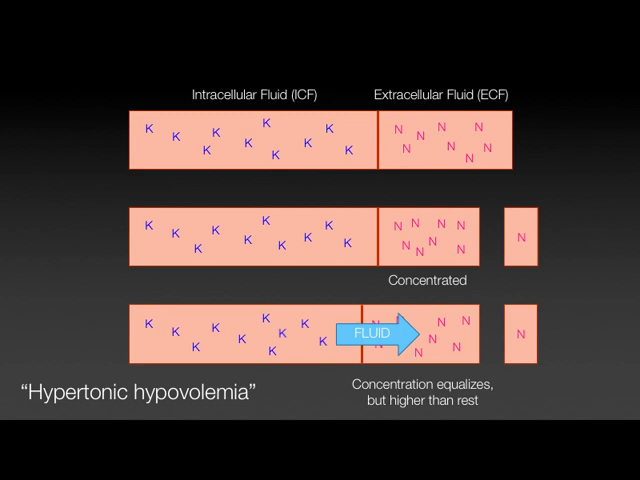 Intracellular Fluid (ICF) Extracellular Fluid (ECF)
K K K K K K K K K K N N N N N N N N
K K K K K K K K K K N N N N N N N N N
Concentrated
K K K K K K K K K K FLUID N N N N N N N N
“Hypertonic hypovolemia”
Concentration equalizes,
but higher than rest